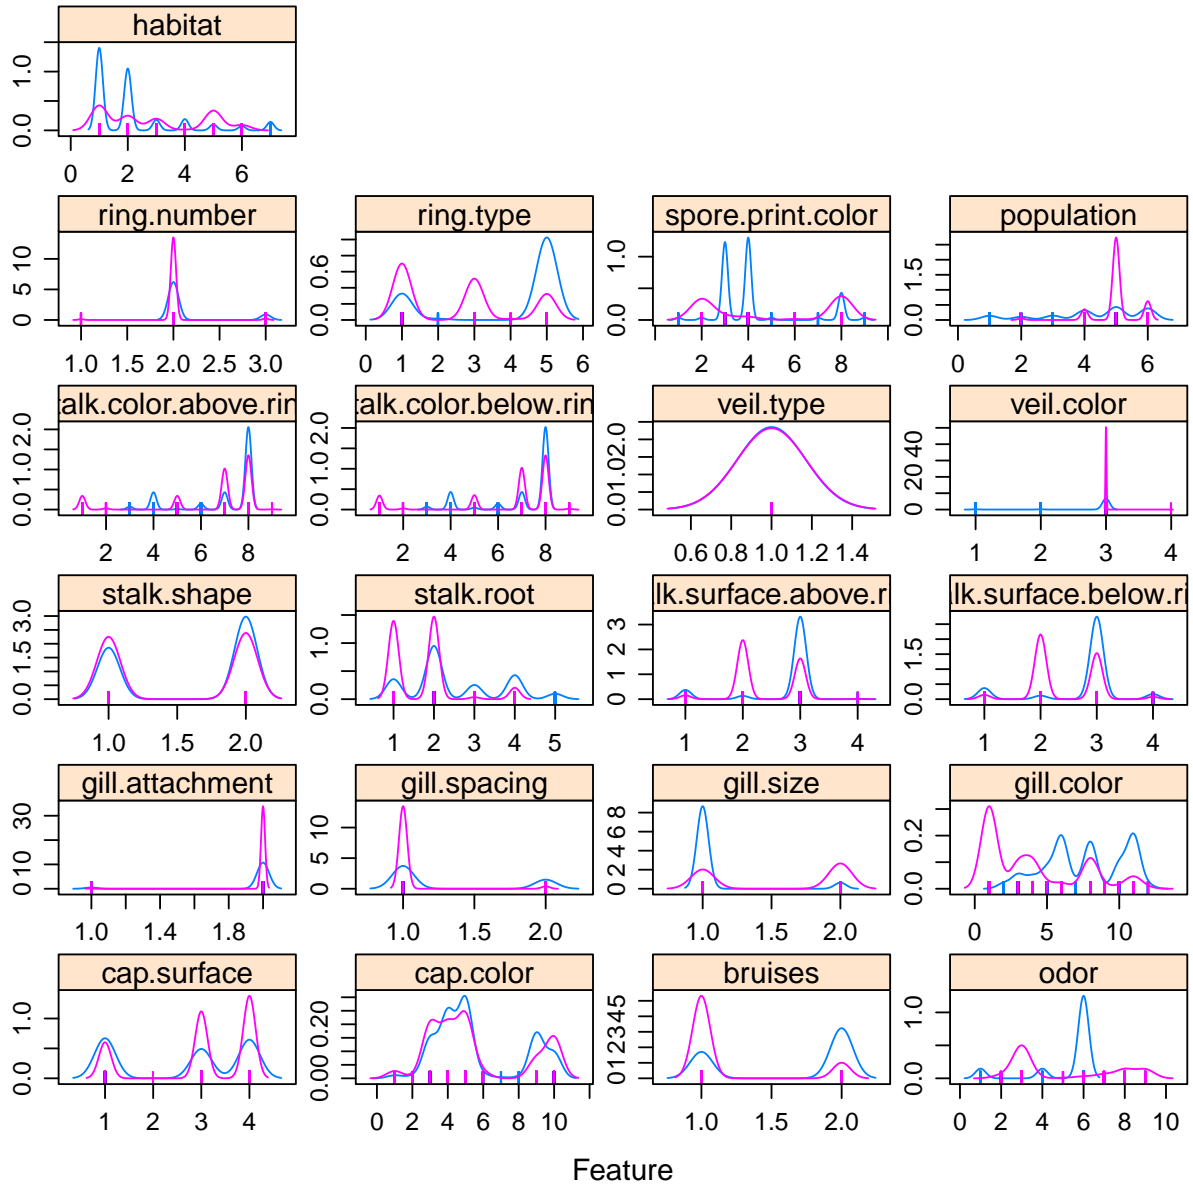 habitat
0.0 1.0
0 2 4 6
ring.number ring.type spore.print.color population
0 5 10 0.0 0.6 0.0 1.0 0.0 1.5
1.0 1.5 2.0 2.5 3.0 0 1 2 3 4 5 6 2 4 6 8 0 2 4 6
alk.color.above.rin alk.color.below.rin veil.type veil.color
0.0 1.0 2.0 0.0 1.0 2.0 0.0 1.0 2.0 0 20 40
2 4 6 8 2 4 6 8 0.6 0.8 1.0 1.2 1.4 1 2 3 4
stalk.shape stalk.root lk.surface.above.r lk.surface.below.ri
0.0 1.5 3.0 0.0 1.0 0 1 2 3 0.0 1.5
1.0 1.5 2.0 1 2 3 4 5 1 2 3 4 1 2 3 4
gill.attachment gill.spacing gill.size gill.color
0 10 30 0 5 10 0 2 4 6 8 0.0 0.2
1.0 1.4 1.8 1.0 1.5 2.0 1.0 1.5 2.0 0 5 10
cap.surface cap.color bruises odor
0.0 1.0 0.00 0.20 0 1 2 3 4 5 0.0 1.0
1 2 3 4 0 2 4 6 8 10 1.0 1.5 2.0 0 2 4 6 8 10
Feature